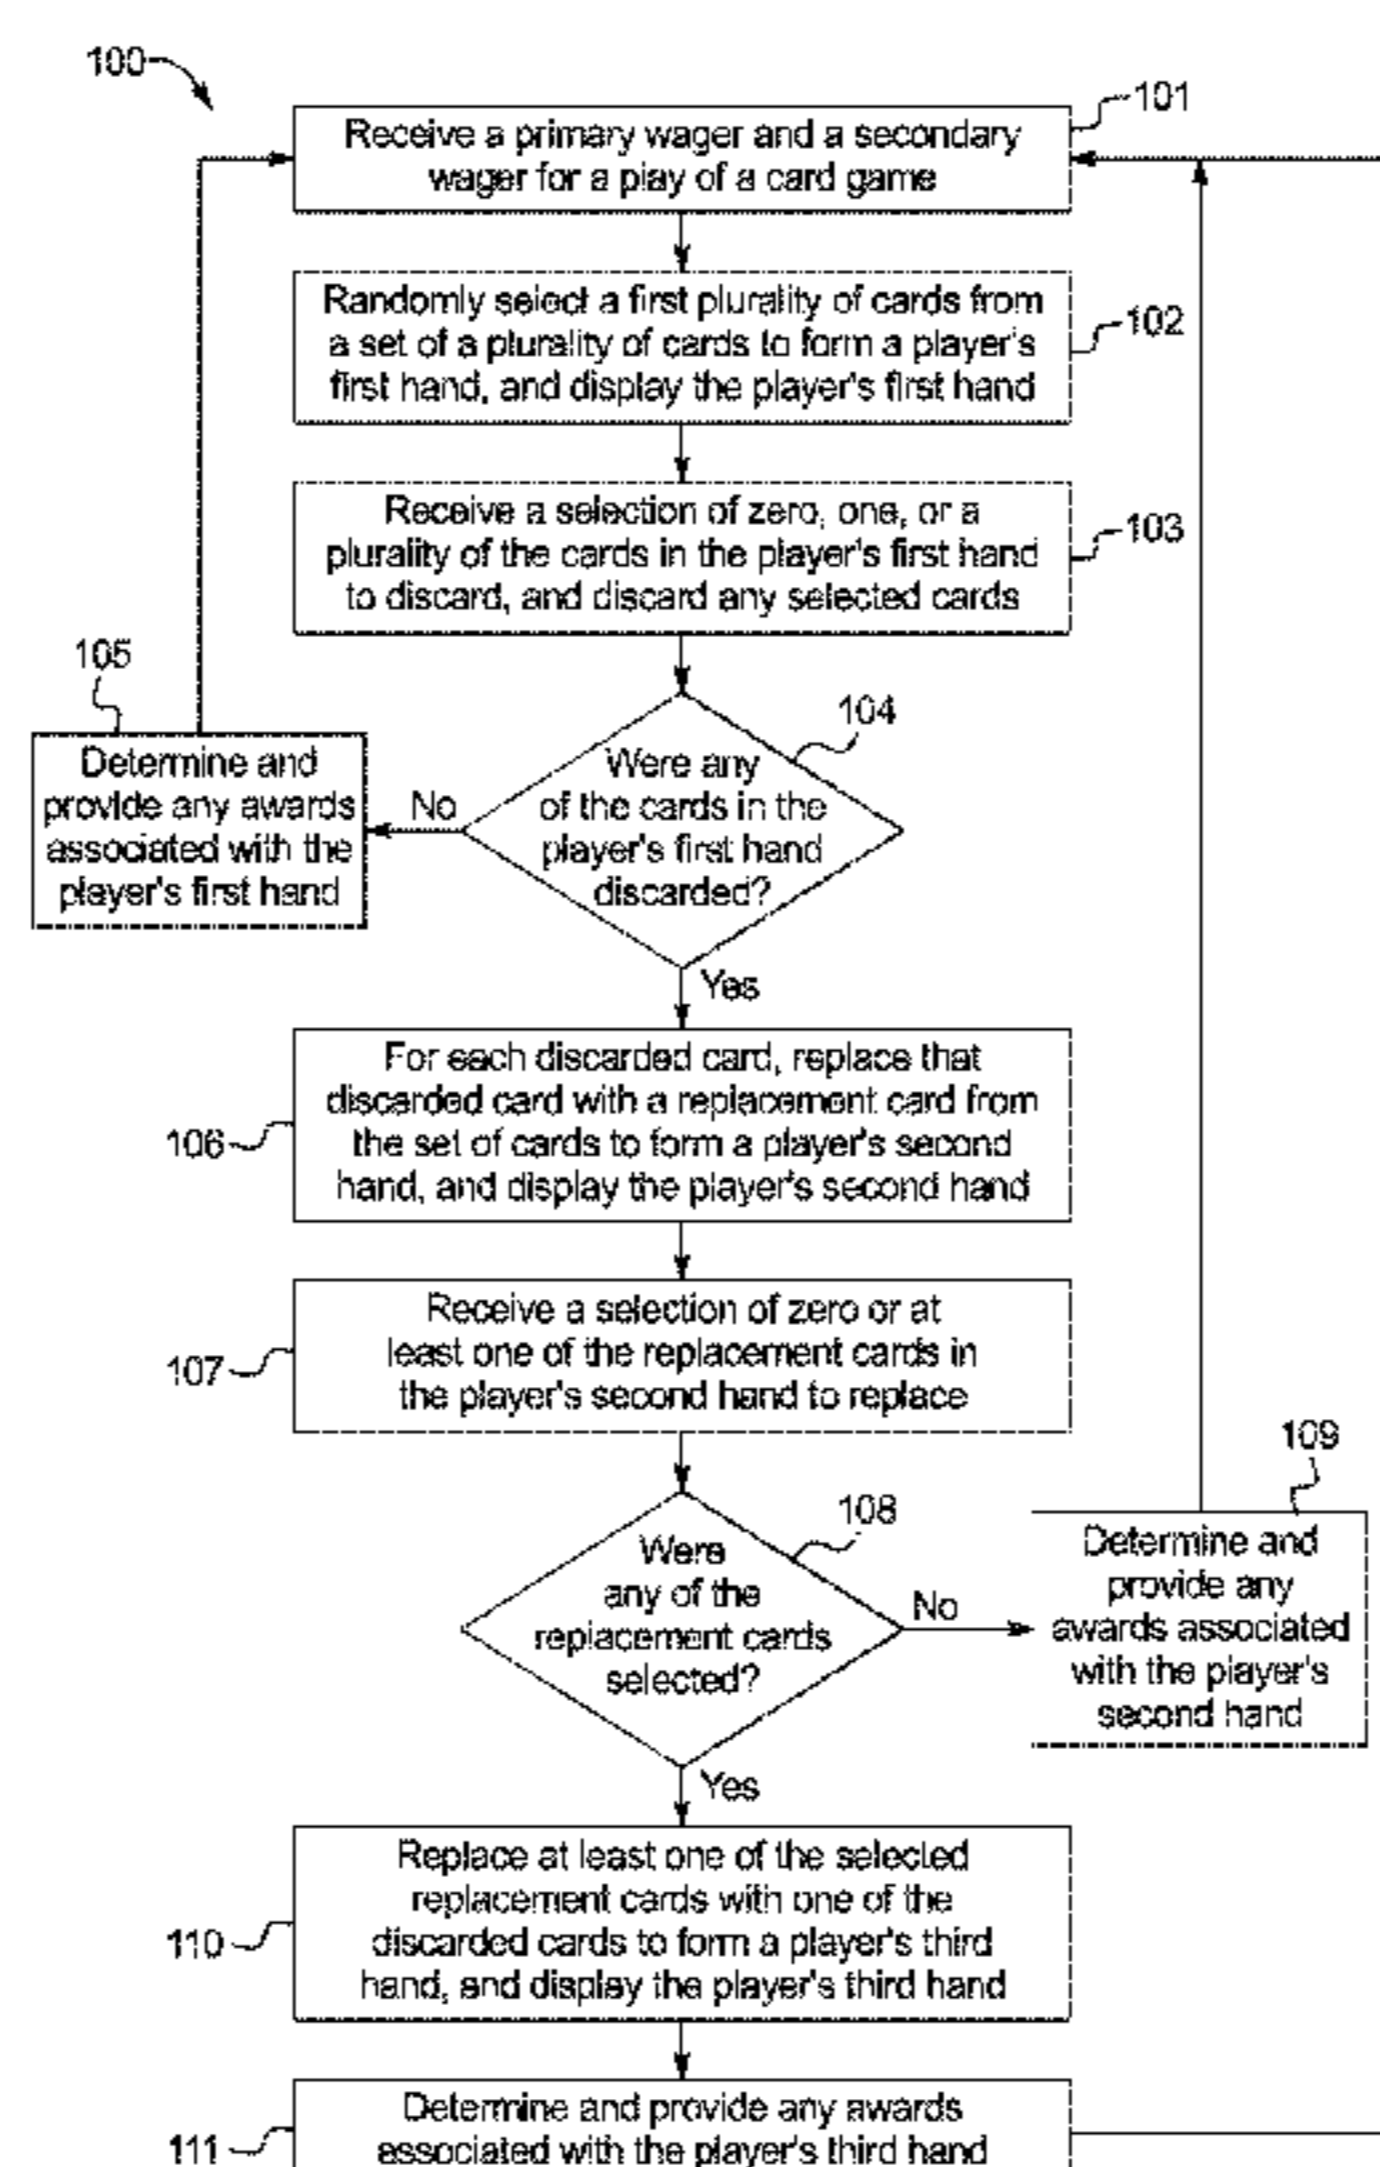 100
101
Receive a primary wager and a secondary
wager for a play of a card game
Randomly select a first plurality of cards from
a set of a plurality of cards to form a player's
first hand, and display the player's first hand
102
Receive a selection of zero, one, or a
plurality of the cards in the player's first hand
to discard, and discard any selected cards
103
104
Were any
of the cards in the
player's first hand
discarded?
No
105
Determine and
provide any awards
associated with the
player's first hand
Yes
For each discarded card, replace that
discarded card with a replacement card from
the set of cards to form a player's second
hand, and display the player's second hand
106
Receive a selection of zero or at
least one of the replacement cards in
the player's second hand to replace
107
108
Were
any of the
replacement cards
selected?
No
109
Determine and
provide any
awards associated
with the player's
second hand
Yes
Replace at least one of the selected
replacement cards with one of the
discarded cards to form a player's third
hand, and display the player's third hand
110
Determine and provide any awards
associated with the player's third hand
111